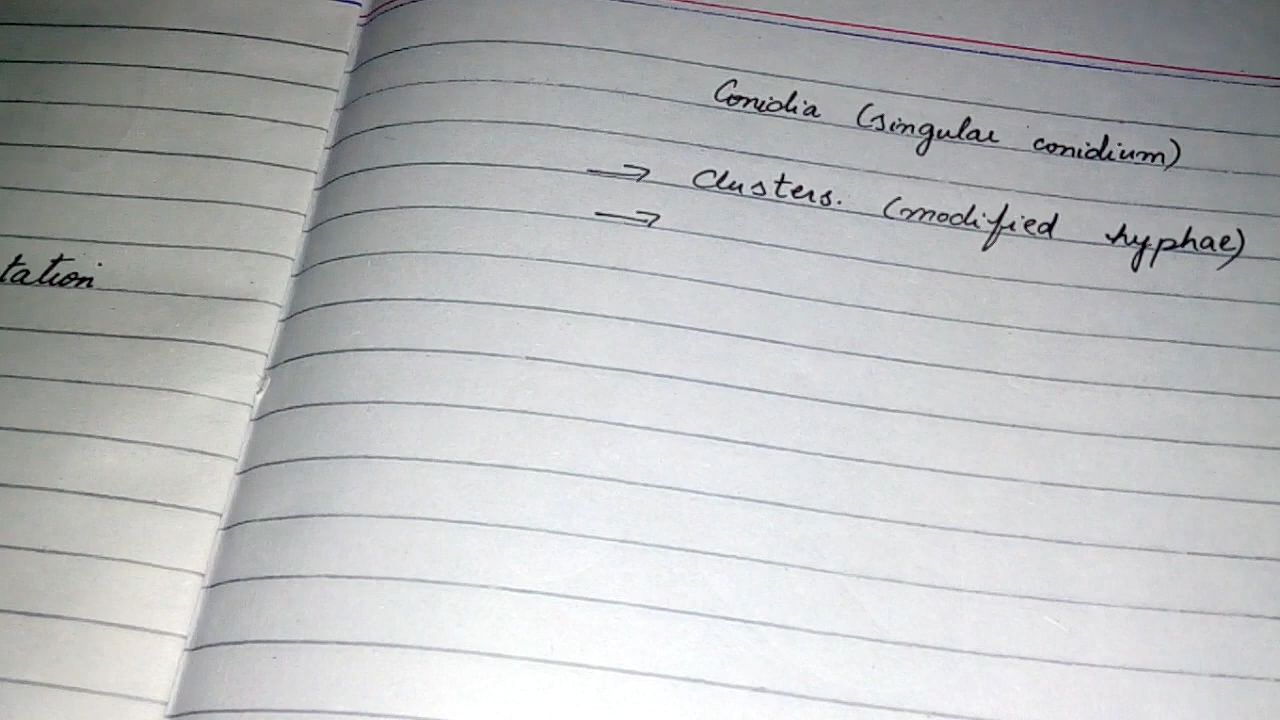 Conidia (singular conidium)
⇒ Clusters. (modified hyphae)
⇒
tation